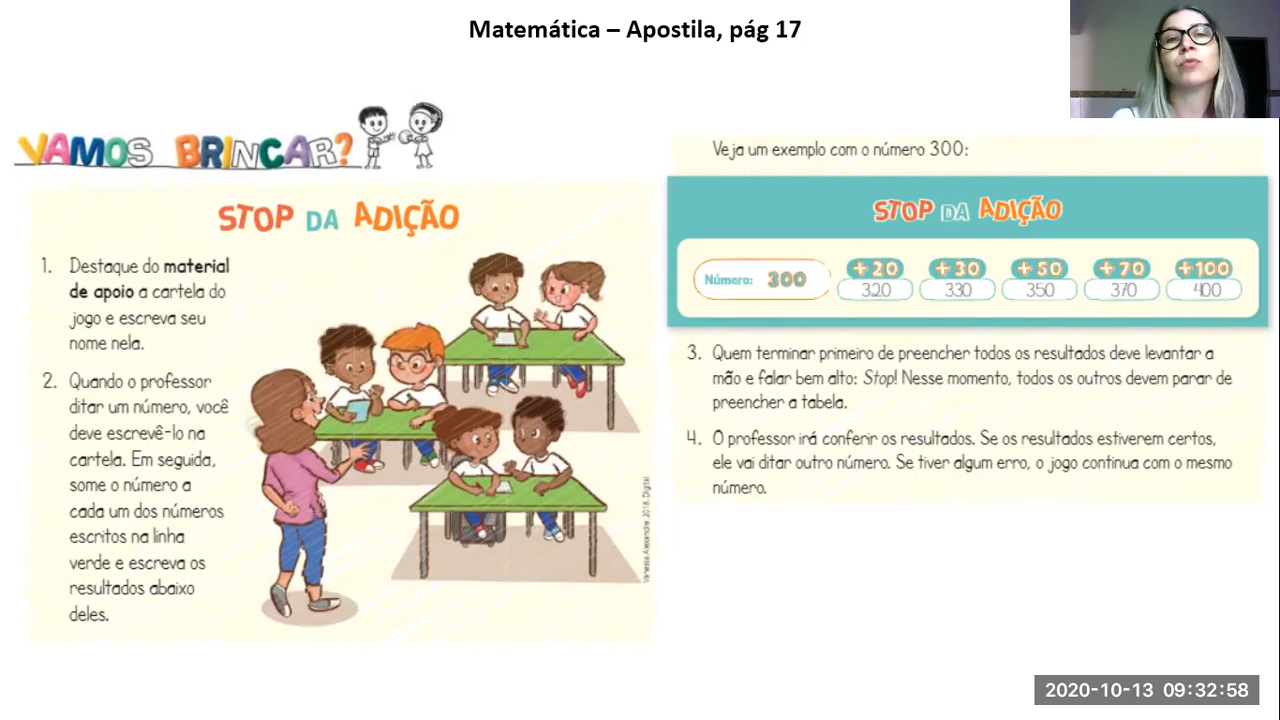 Matemática – Apostila, pág 17
VAMOS BRINCAR?
STOP DA ADIÇÃO
1. Destaque do material
de apoio a cartela do
jogo e escreva seu
nome nela.
2. Quando o professor
ditar um número, você
deve escrevê-lo na
cartela. Em seguida,
some o número a
cada um dos números
escritos na linha
verde e escreva os
resultados abaixo
deles.
Vanessa Alexandre. 2018. Digital
Veja um exemplo com o número 300:
STOP DA ADIÇÃO
Número: 300 +20 +30 +50 +70 +100
320 330 350 370 400
3. Quem terminar primeiro de preencher todos os resultados deve levantar a
mão e falar bem alto: Stop! Nesse momento, todos os outros devem parar de
preencher a tabela.
4. O professor irá conferir os resultados. Se os resultados estiverem certos,
ele vai ditar outro número. Se tiver algum erro, o jogo continua com o mesmo
número.
2020-10-13 09:32:58